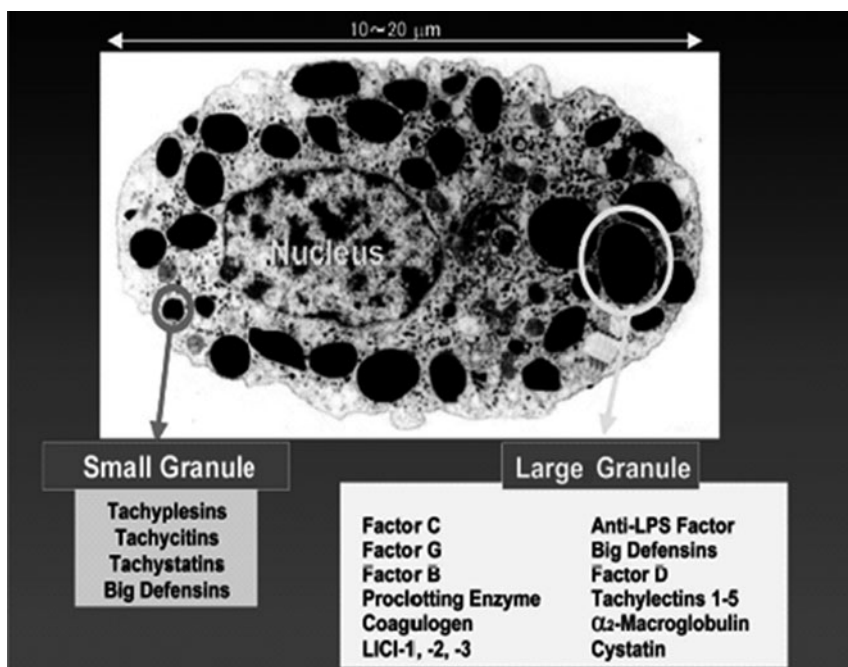 10~20 μm
Nucleus
Small Granule
Tachyplesins
Tachycitins
Tachystatins
Big Defensins
Large Granule
Factor C
Factor G
Factor B
Proclotting Enzyme
Coagulogen
LICI-1, -2, -3
Anti-LPS Factor
Big Defensins
Factor D
Tachylectins 1-5
α2-Macroglobulin
Cystatin